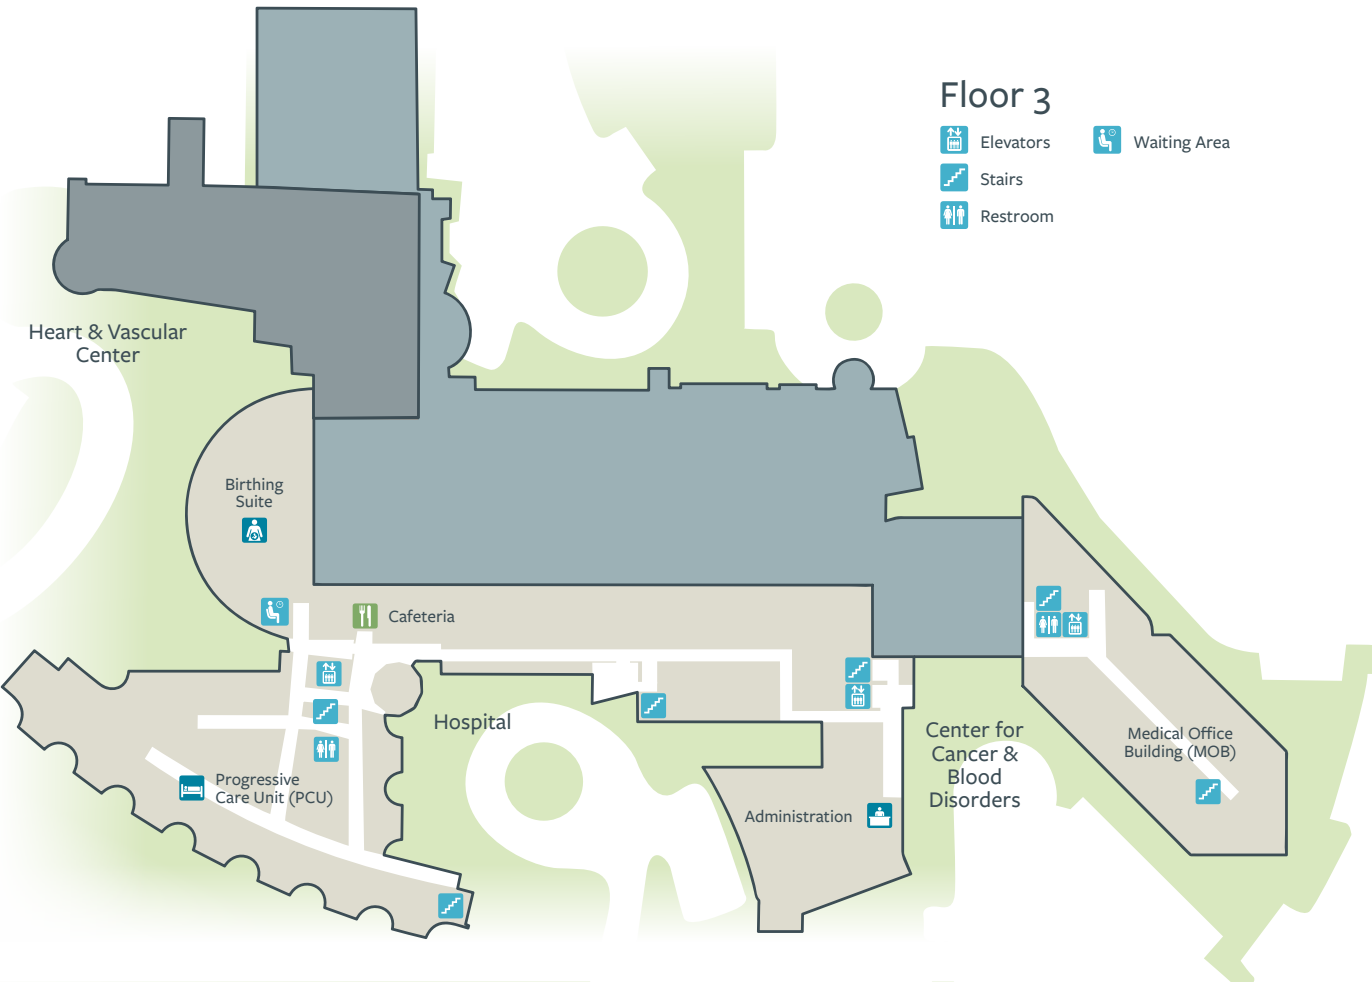 Floor 3
Elevators
Waiting Area
Stairs
Restroom
Heart & Vascular
Center
Birthing
Suite
Cafeteria
Hospital
Progressive
Care Unit (PCU)
Administration
Center for
Cancer &
Blood
Disorders
Medical Office
Building (MOB)